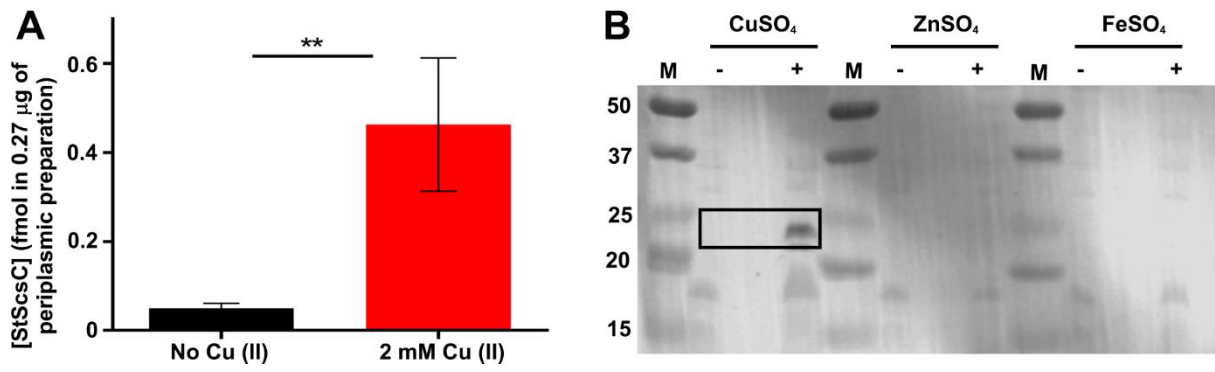 A
[StScsC] (fmol in 0.27 μg of
periplasmic preparation)
0.6
0.4
0.2
0
**
No Cu (II)
2 mM Cu (II)
B
CuSO₄
ZnSO₄
FeSO₄
M - + M - + M - +
50
37
25
20
15